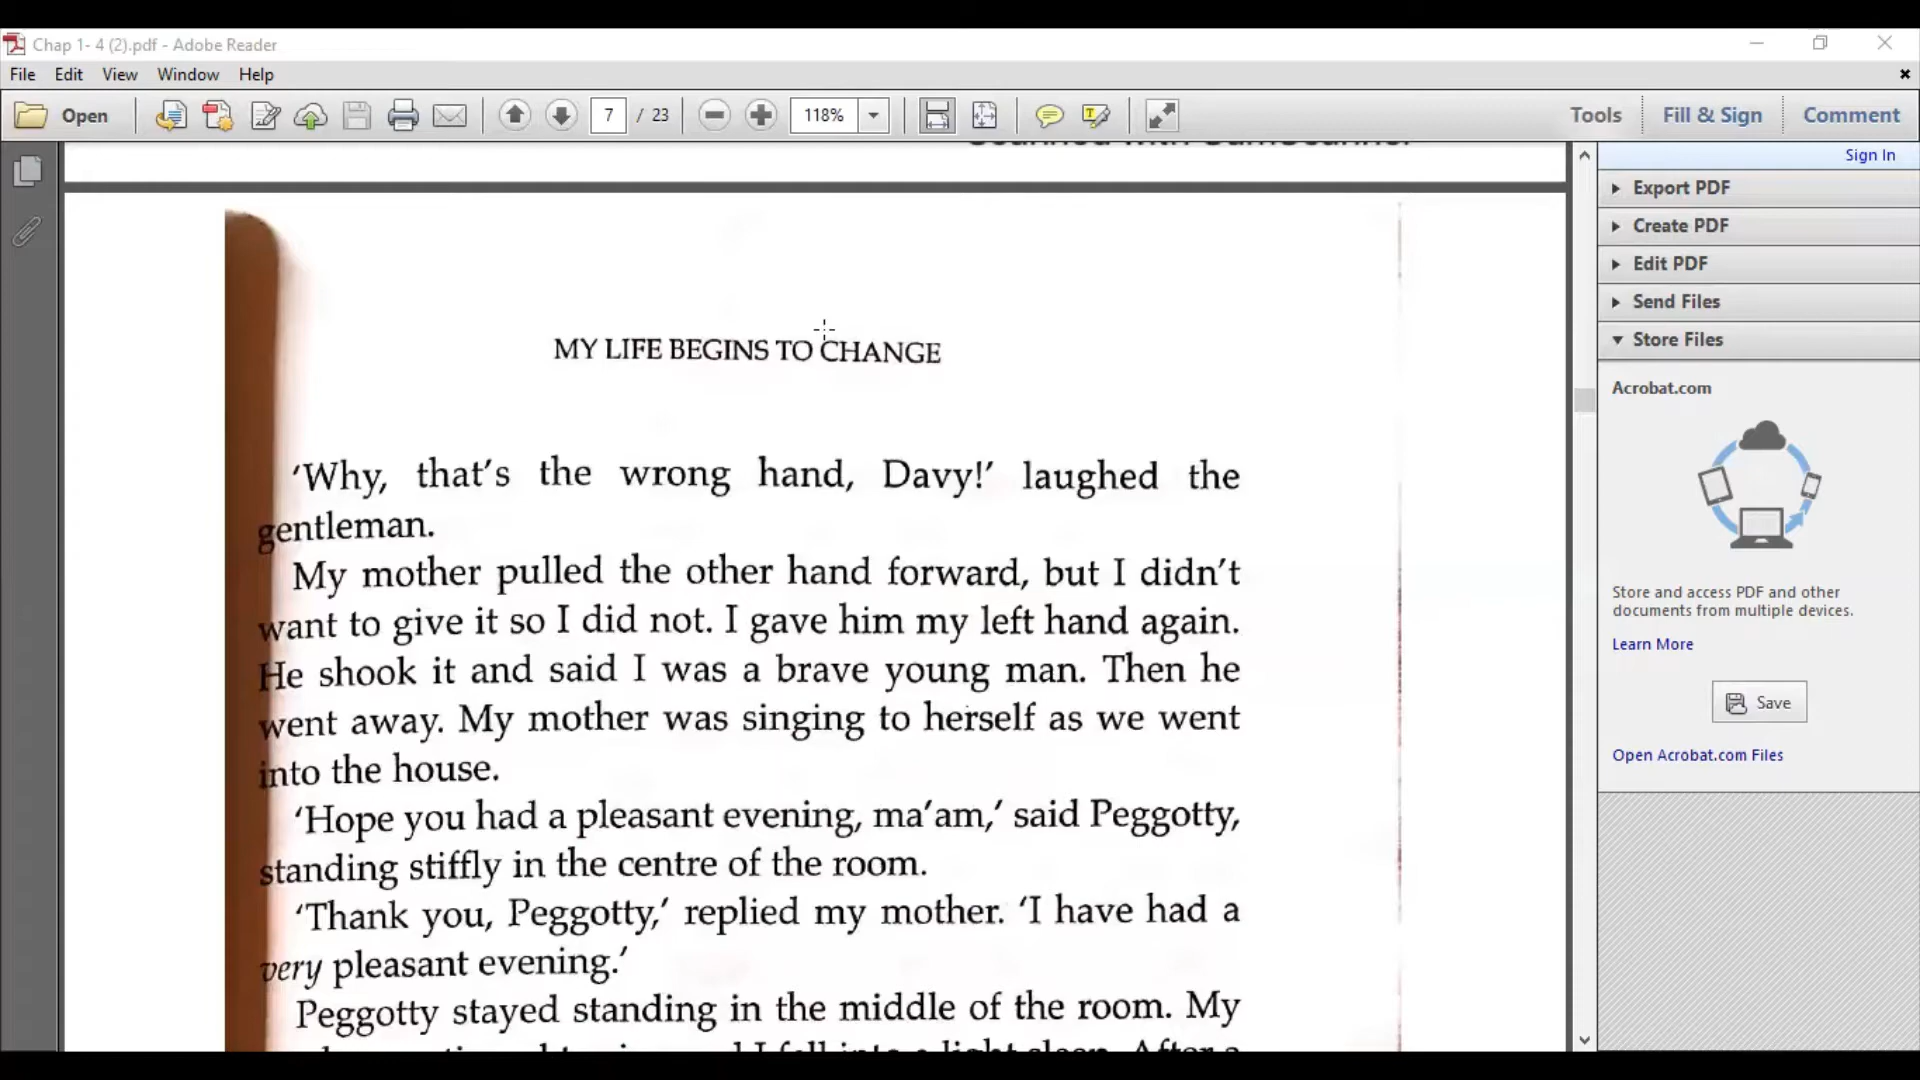 Chap 1- 4 (2).pdf - Adobe Reader
File Edit View Window Help
Open 7 / 23 118% Tools Fill & Sign Comment
Sign In
Export PDF
Create PDF
Edit PDF
Send Files
Store Files
Acrobat.com
Store and access PDF and other
documents from multiple devices.
Learn More
Save
Open Acrobat.com Files
MY LIFE BEGINS TO CHANGE
‘Why, that’s the wrong hand, Davy!’ laughed the
gentleman.
My mother pulled the other hand forward, but I didn’t
want to give it so I did not. I gave him my left hand again.
He shook it and said I was a brave young man. Then he
went away. My mother was singing to herself as we went
into the house.
‘Hope you had a pleasant evening, ma’am,’ said Peggotty,
standing stiffly in the centre of the room.
‘Thank you, Peggotty,’ replied my mother. ‘I have had a
very pleasant evening.’
Peggotty stayed standing in the middle of the room. My